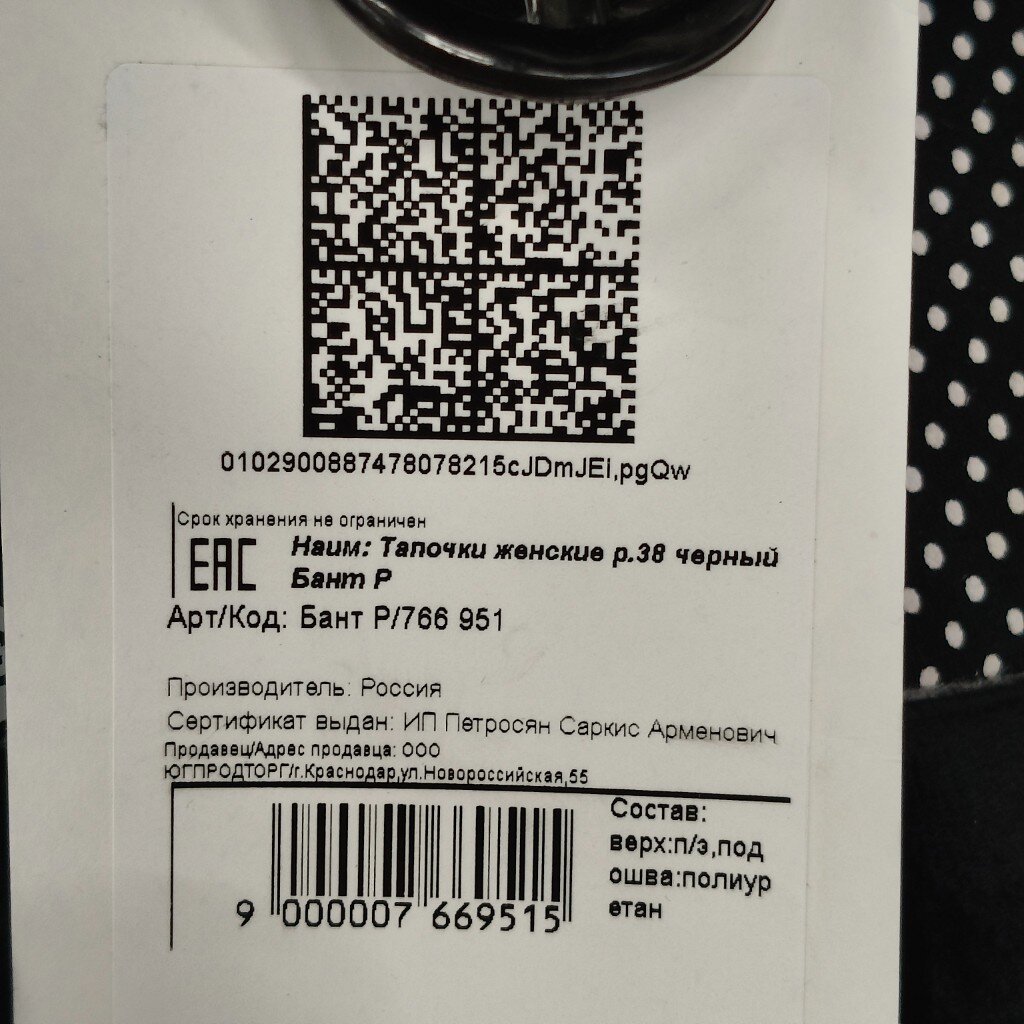 0102900887478078215cJDmJEi,pgQw
Срок хранения не ограничен
EAC
Наим: Тапочки женские р.38 черный
Бант Р
Арт/Код: Бант Р/766 951
Производитель: Россия
Сертификат выдан: ИП Петросян Саркис Арменович
Продавец/Адрес продавца: ООО
ЮГПРОДТОРГ/г.Краснодар,ул.Новороссийская,55
Состав:
верх:п/э,под
ошва:полиур
етан
9 000007 669515